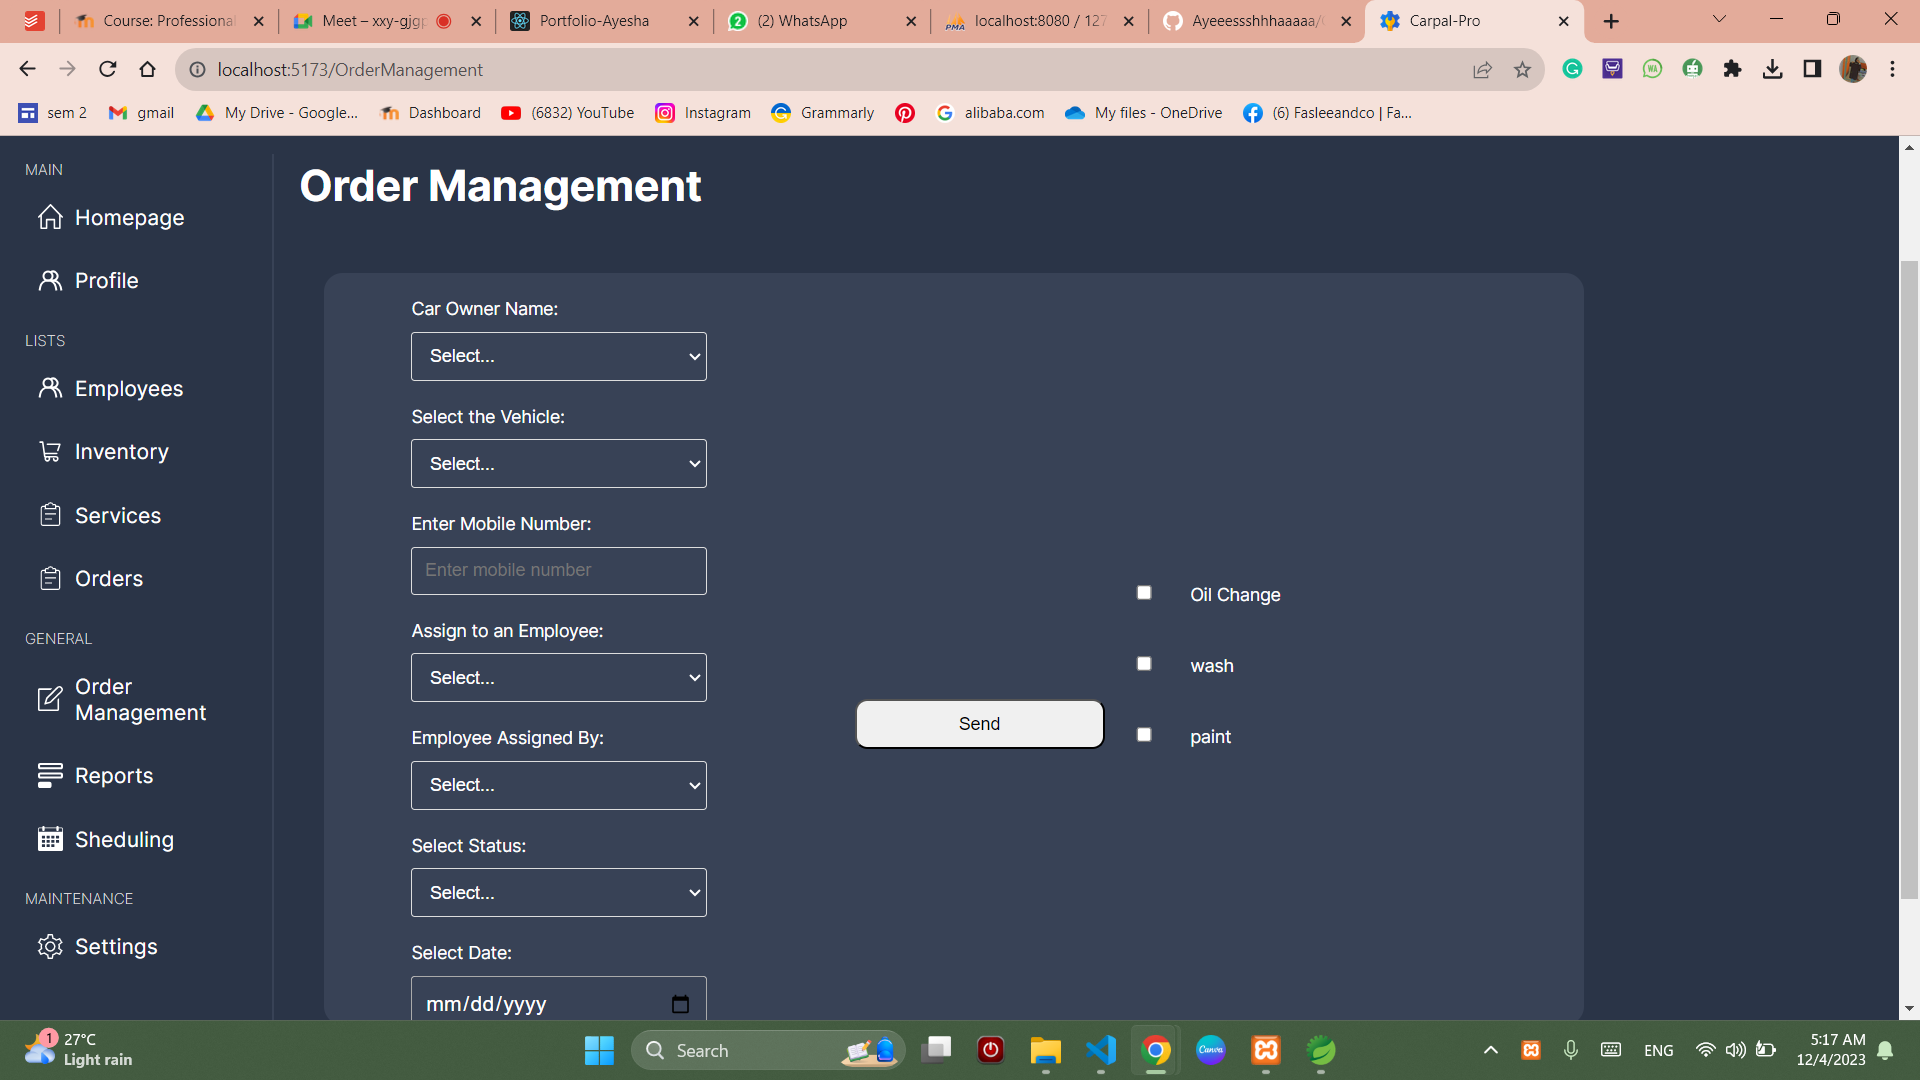 Course: Professional
Meet – xxy-gjgp
Portfolio-Ayesha
2
(2) WhatsApp
PMA
localhost:8080 / 127
Ayeeessshhhaaaaa/
Carpal-Pro
localhost:5173/OrderManagement
sem 2
gmail
My Drive - Google...
Dashboard
(6832) YouTube
Instagram
Grammarly
alibaba.com
My files - OneDrive
(6) Fasleeandco | Fa...
MAIN
Homepage
Profile
LISTS
Employees
Inventory
Services
Orders
GENERAL
Order
Management
Reports
Sheduling
MAINTENANCE
Settings
Order Management
Car Owner Name:
Select...
Select the Vehicle:
Select...
Enter Mobile Number:
Enter mobile number
Assign to an Employee:
Select...
Employee Assigned By:
Select...
Select Status:
Select...
Select Date:
mm/dd/yyyy
Send
Oil Change
wash
paint
1
27°C
Light rain
Search
Canva
ENG
5:17 AM
12/4/2023